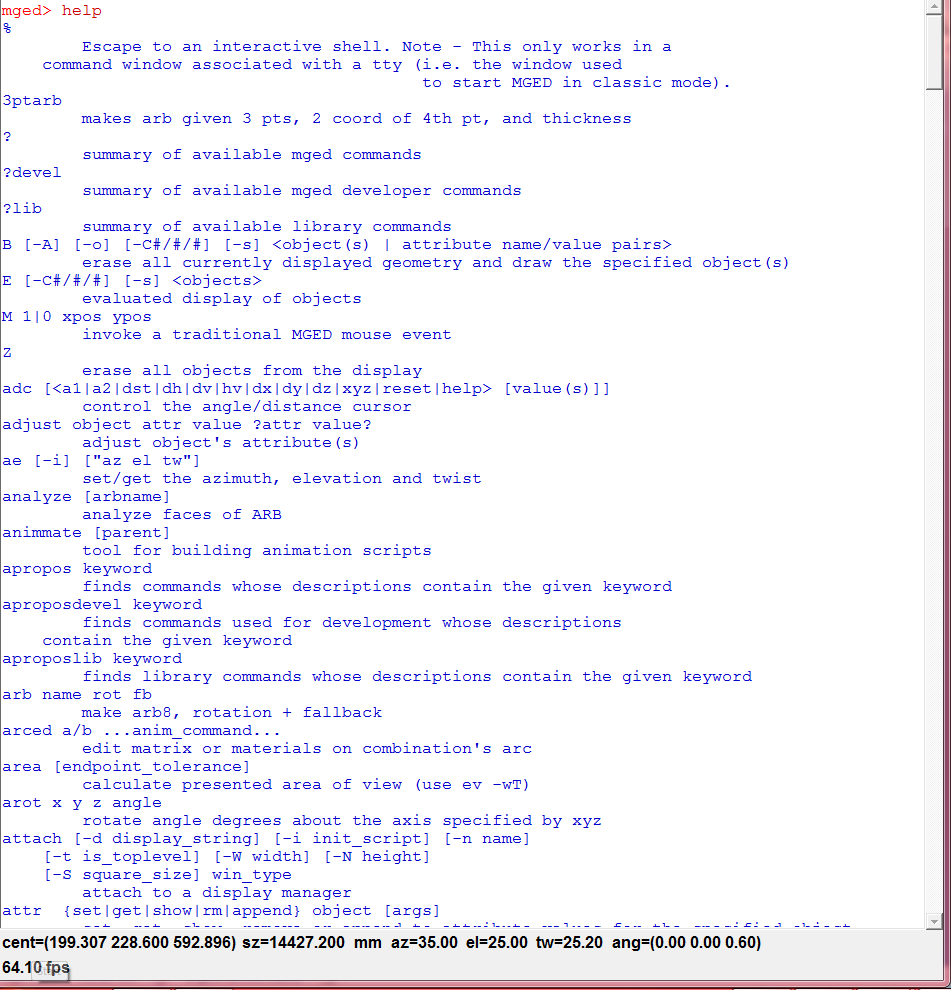 mged> help
%
Escape to an interactive shell. Note - This only works in a
command window associated with a tty (i.e. the window used
to start MGED in classic mode).
3ptarb
makes arb given 3 pts, 2 coord of 4th pt, and thickness
?
summary of available mged commands
?devel
summary of available mged developer commands
?lib
summary of available library commands
B [-A] [-o] [-C#/#/#] [-s] <object(s) | attribute name/value pairs>
erase all currently displayed geometry and draw the specified object(s)
E [-C#/#/#] [-s] <objects>
evaluated display of objects
M 1|0 xpos ypos
invoke a traditional MGED mouse event
Z
erase all objects from the display
adc [<a1|a2|dst|dh|dv|hv|dx|dy|dz|xyz|reset|help> [value(s)]]
control the angle/distance cursor
adjust object attr value ?attr value?
adjust object's attribute(s)
ae [-i] ["az el tw"]
set/get the azimuth, elevation and twist
analyze [arbname]
analyze faces of ARB
animmate [parent]
tool for building animation scripts
apropos keyword
finds commands whose descriptions contain the given keyword
aproposdevel keyword
finds commands used for development whose descriptions
contain the given keyword
aproposlib keyword
finds library commands whose descriptions contain the given keyword
arb name rot fb
make arb8, rotation + fallback
arced a/b ...anim_command...
edit matrix or materials on combination's arc
area [endpoint_tolerance]
calculate presented area of view (use ev -wT)
arot x y z angle
rotate angle degrees about the axis specified by xyz
attach [-d display_string] [-i init_script] [-n name]
[-t is_toplevel] [-W width] [-N height]
[-S square_size] win_type
attach to a display manager
attr {set|get|show|rm|append} object [args]
cent=(199.307 228.600 592.896) sz=14427.200 mm az=35.00 el=25.00 tw=25.20 ang=(0.00 0.00 0.60)
64.10 fps